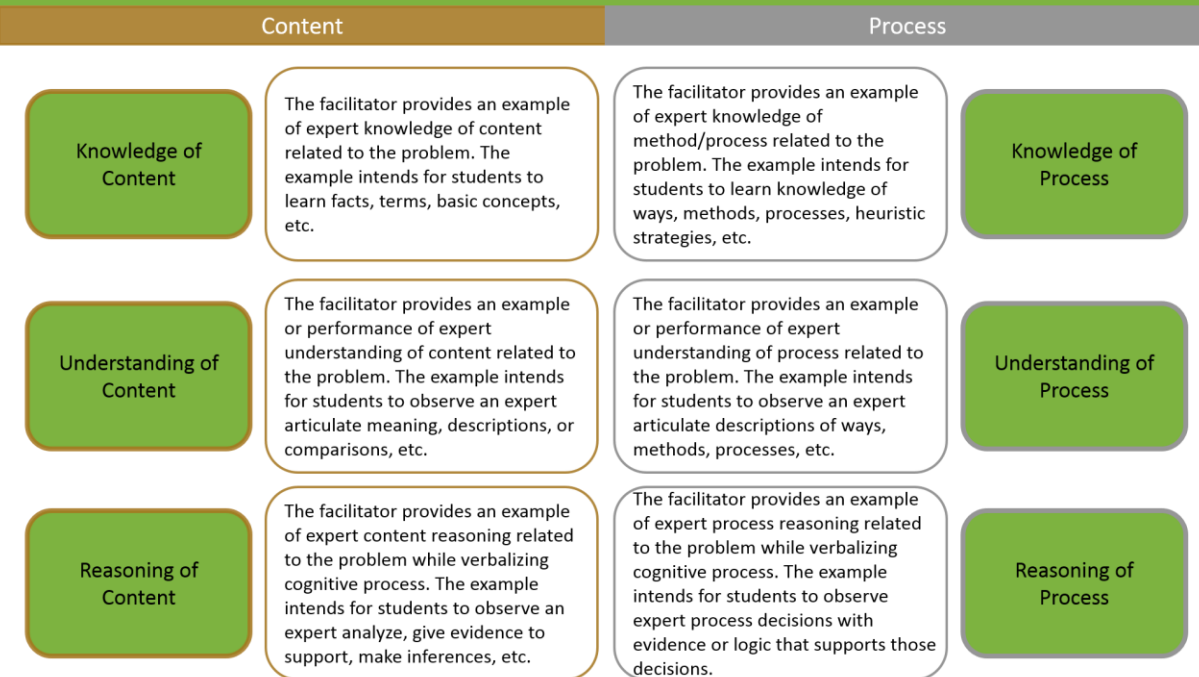 Content
Process
Knowledge of
Content
The facilitator provides an example
of expert knowledge of content
related to the problem. The
example intends for students to
learn facts, terms, basic concepts,
etc.
The facilitator provides an example
of expert knowledge of
method/process related to the
problem. The example intends for
students to learn knowledge of
ways, methods, processes, heuristic
strategies, etc.
Knowledge of
Process
Understanding of
Content
The facilitator provides an example
or performance of expert
understanding of content related to
the problem. The example intends
for students to observe an expert
articulate meaning, descriptions, or
comparisons, etc.
The facilitator provides an example
or performance of expert
understanding of process related to
the problem. The example intends
for students to observe an expert
articulate descriptions of ways,
methods, processes, etc.
Understanding of
Process
Reasoning of
Content
The facilitator provides an example
of expert content reasoning related
to the problem while verbalizing
cognitive process. The example
intends for students to observe an
expert analyze, give evidence to
support, make inferences, etc.
The facilitator provides an example
of expert process reasoning related
to the problem while verbalizing
cognitive process. The example
intends for students to observe
expert process decisions with
evidence or logic that supports those
decisions.
Reasoning of
Process